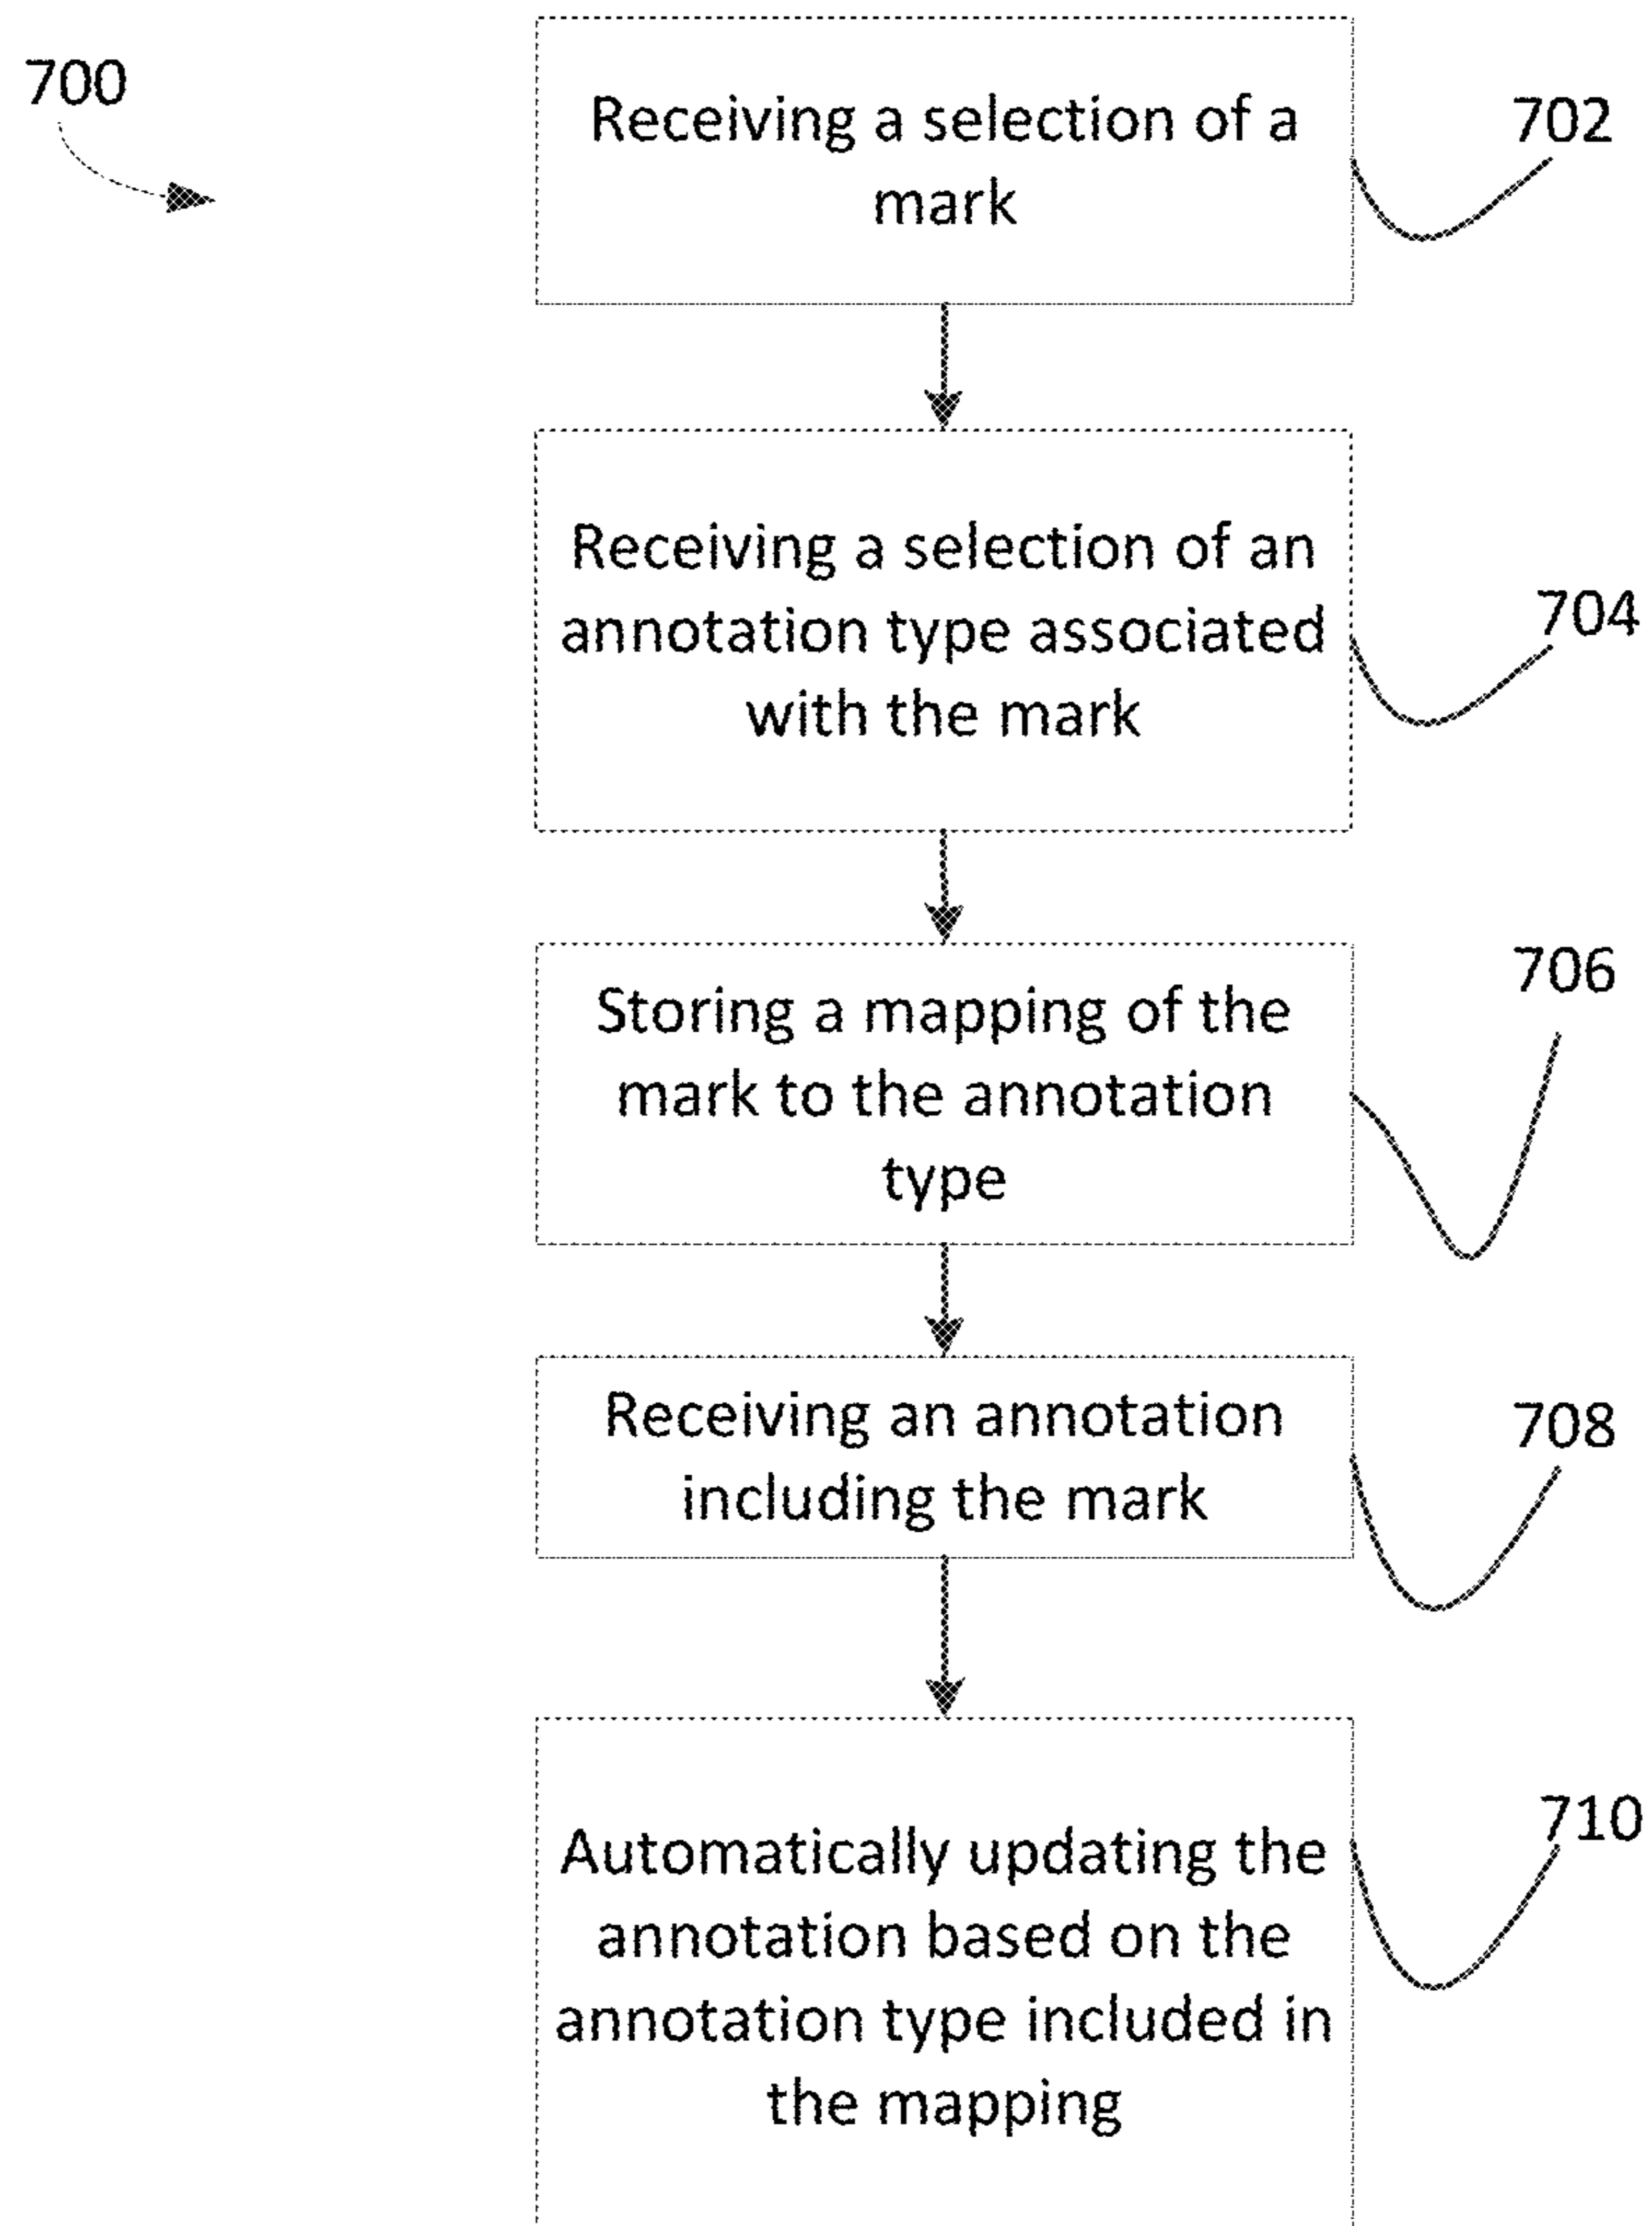 700
Receiving a selection of a
mark
702
Receiving a selection of an
annotation type associated
with the mark
704
Storing a mapping of the
mark to the annotation
type
706
Receiving an annotation
including the mark
708
Automatically updating the
annotation based on the
annotation type included in
the mapping
710